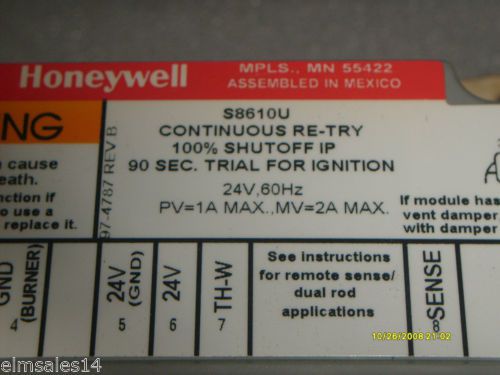 Honeywell
MPLS., MN 55422
ASSEMBLED IN MEXICO
NG
n cause
eath.
nction if
to use a
replace it.
97-4787 REV B
S8610U
CONTINUOUS RE-TRY
100% SHUTOFF IP
90 SEC. TRIAL FOR IGNITION
24V,60Hz
PV=1A MAX.,MV=2A MAX.
If module has
vent damper
with damper
GND
(BURNER)
4
24V
(GND)
5
24V
6
TH-W
7
See instructions
for remote sense/
dual rod
applications
SENSE
8
10/26/2008 21:02
elmsales14